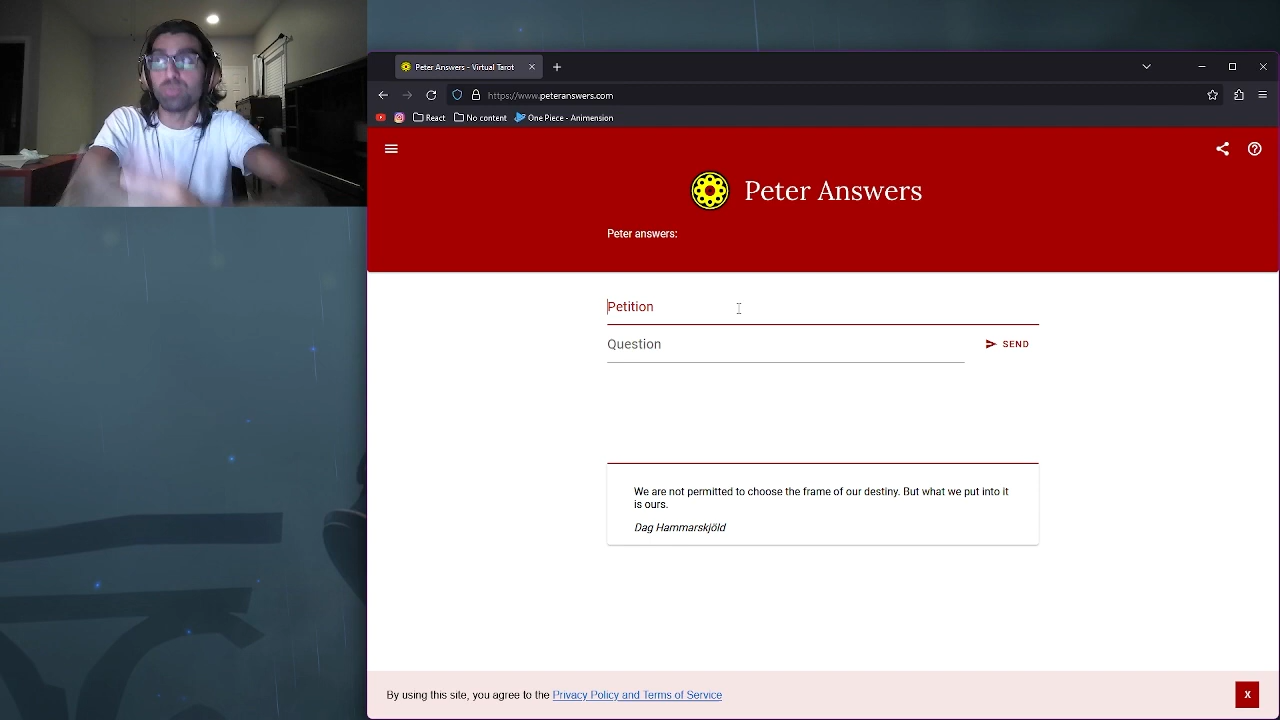 Peter Answers - Virtual Tarot
https://www.peteranswers.com
React
No content
One Piece - Animension
Peter Answers
Peter answers:
Petition
Question
SEND
We are not permitted to choose the frame of our destiny. But what we put into it
is ours.
Dag Hammarskjöld
By using this site, you agree to the Privacy Policy and Terms of Service
X